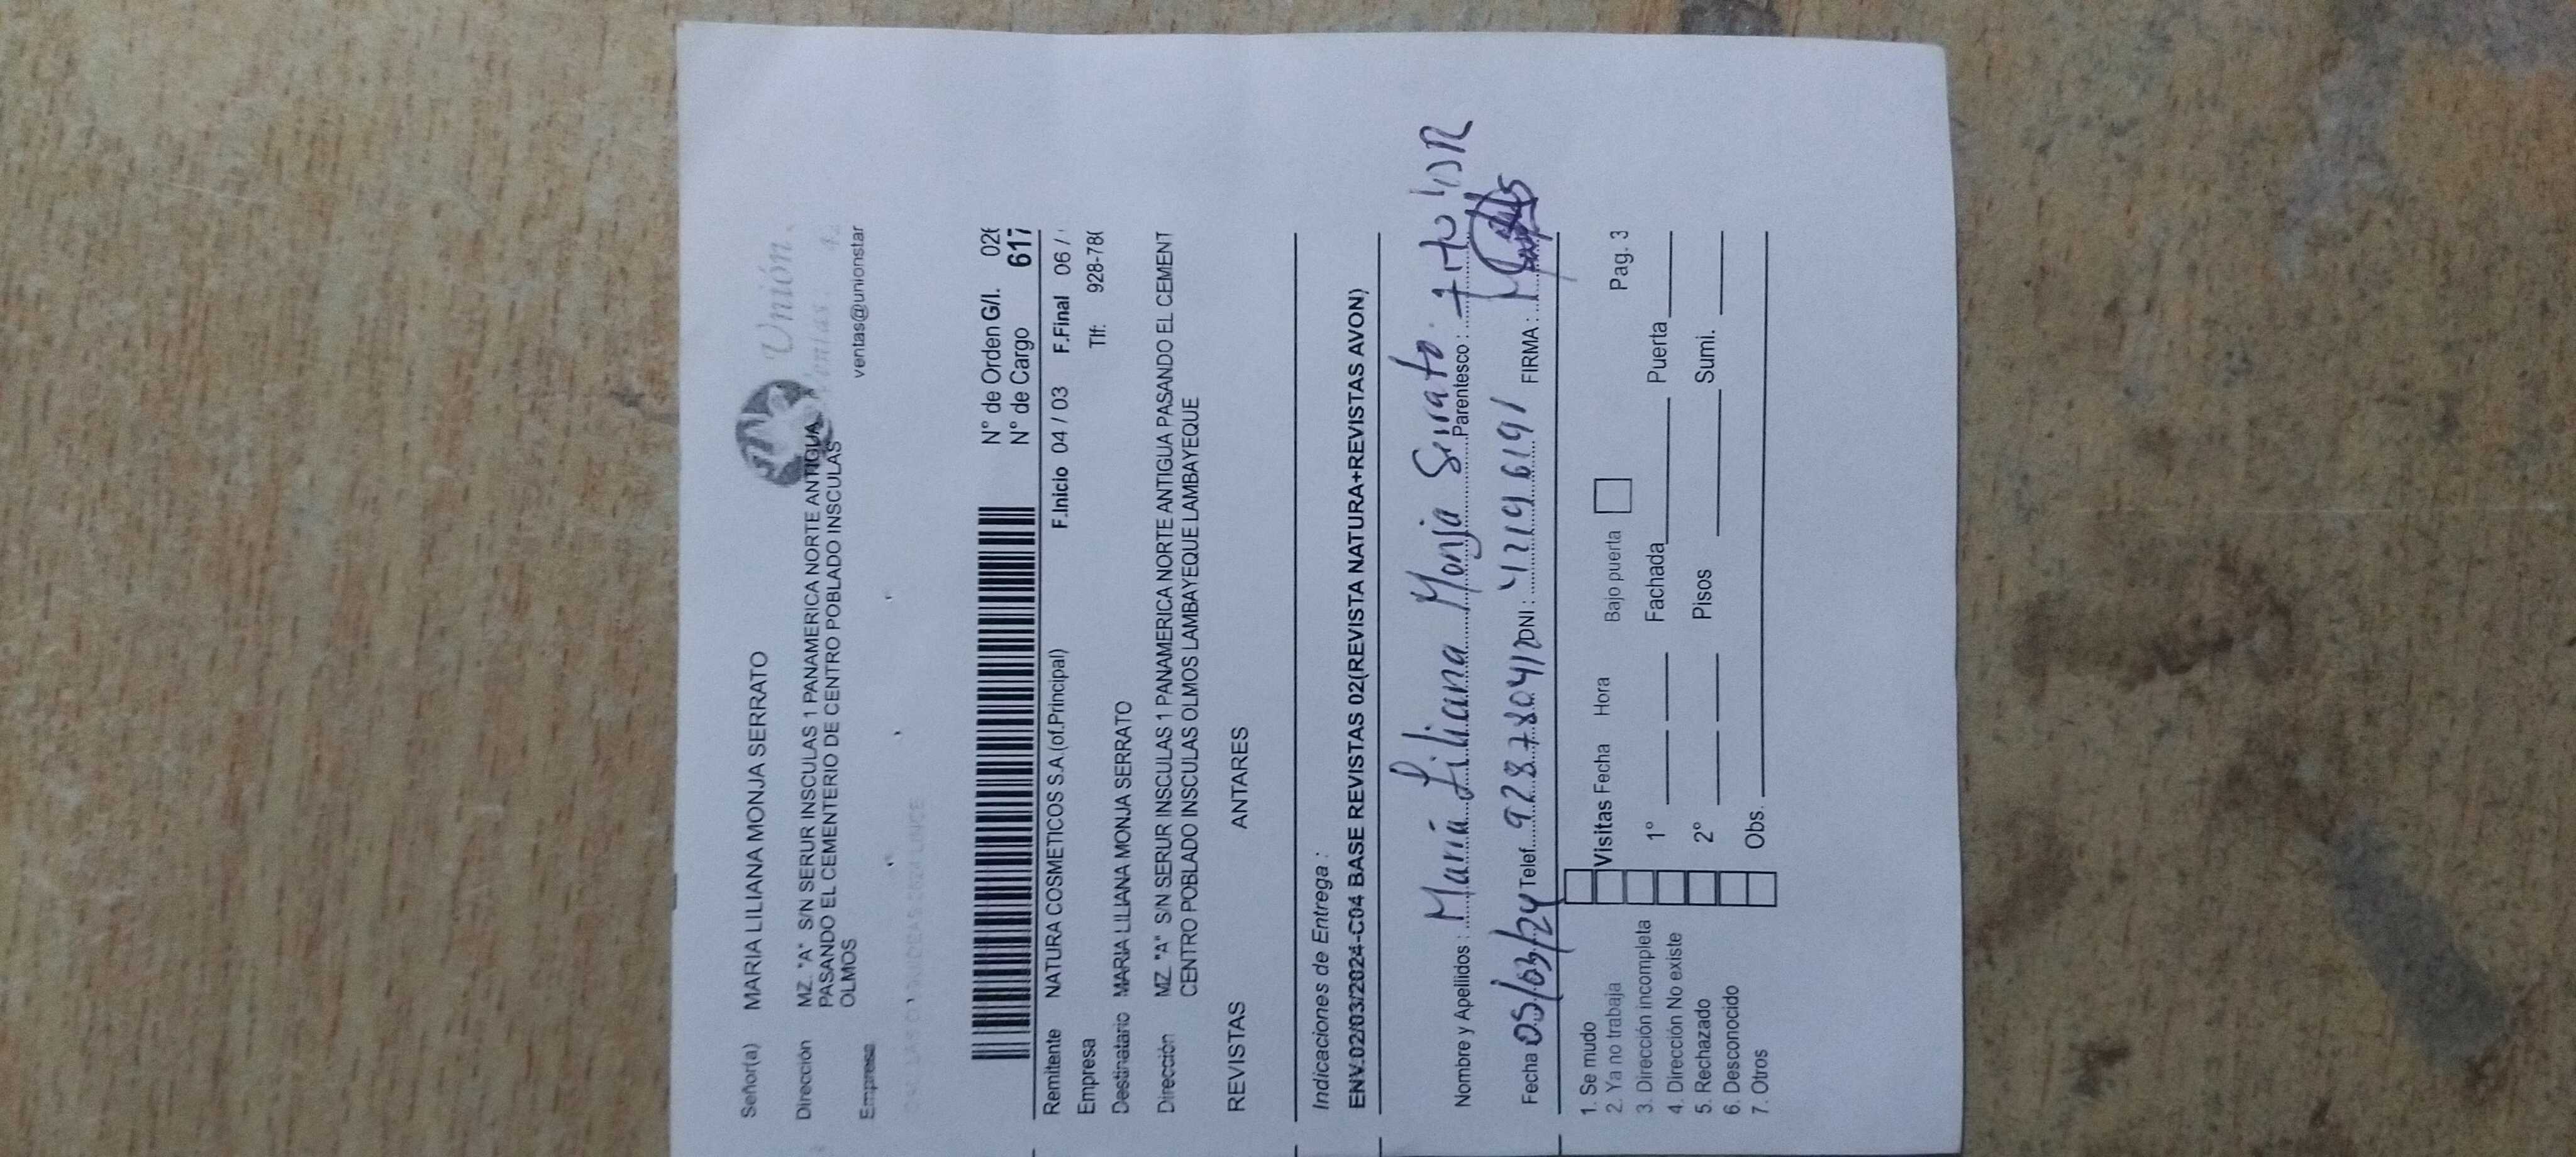 Unión
ventas
Señor(a) MARIA LILIANA MONJA SERRATO
Dirección MZ. "A" S/N SERUR INSCULAS 1 PANAMERICA NORTE ANTIGUA
PASANDO EL CEMENTERIO DE CENTRO POBLADO INSCULAS
OLMOS
ventas@unionstar
Empresa
N° de Orden G/I. 026
N° de Cargo 617
Remitente NATURA COSMETICOS S.A.(of.Principal) F.Inicio 04 / 03 F.Final 06 /
Empresa Tlf: 928-780
Destinatario MARIA LILIANA MONJA SERRATO
Dirección MZ. "A" S/N SERUR INSCULAS 1 PANAMERICA NORTE ANTIGUA PASANDO EL CEMENT
CENTRO POBLADO INSCULAS OLMOS LAMBAYEQUE LAMBAYEQUE
REVISTAS ANTARES
Indicaciones de Entrega :
ENV.02/03/2024-C04 BASE REVISTAS 02(REVISTA NATURA+REVISTAS AVON)
Nombre y Apellidos : María Liliana Monja Serrato. Parentesco :
Fecha 05/03/24 Telef. DNI : FIRMA :
1. Se mudo
2. Ya no trabaja Visitas Fecha Hora Bajo puerta Pag. 3
3. Dirección incompleta 1° Fachada Puerta
4. Dirección No existe
5. Rechazado 2° Pisos Sumi.
6. Desconocido
7. Otros Obs.